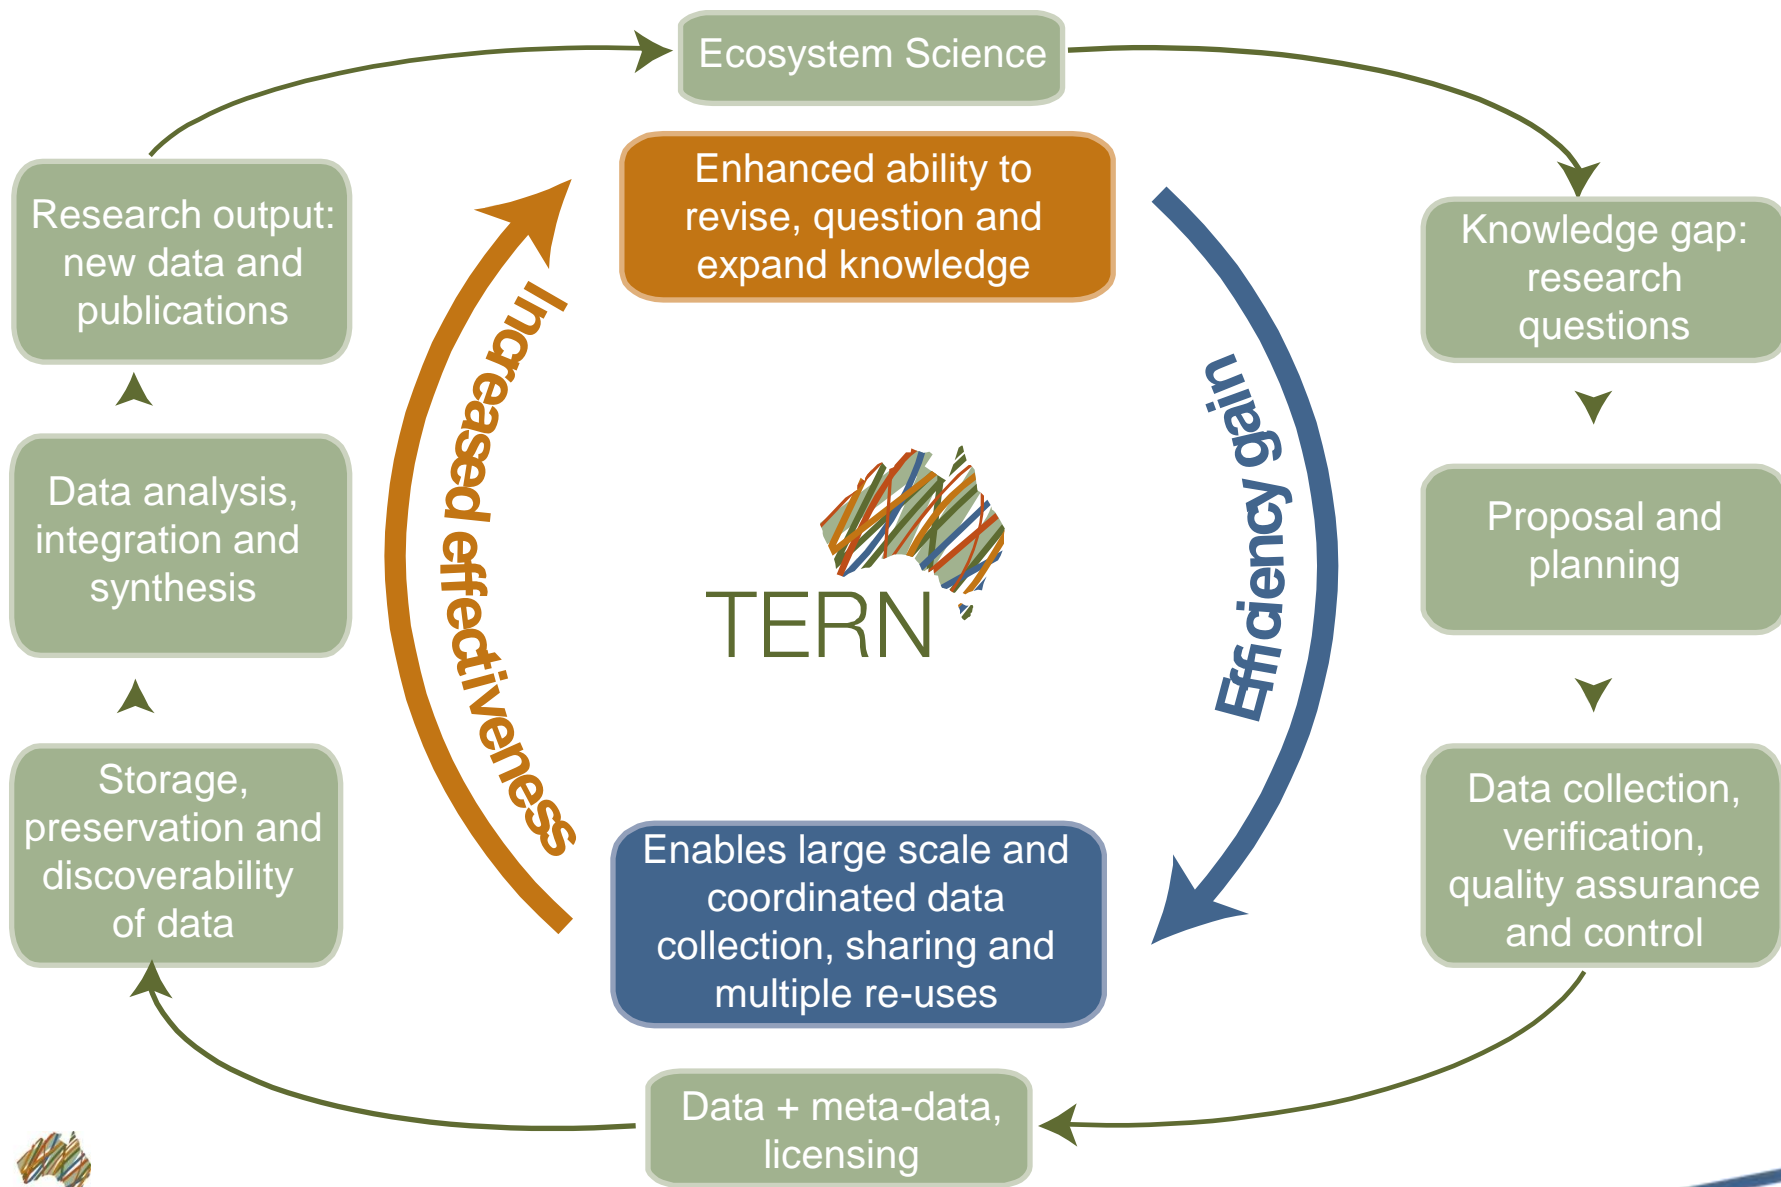 Ecosystem Science
Enhanced ability to
revise, question and
expand knowledge
Research output:
new data and
publications
Knowledge gap:
research
questions
Increased effectiveness
Efficiency gain
Data analysis,
integration and
synthesis
Proposal and
planning
TERN
Storage,
preservation and
discoverability
of data
Data collection,
verification,
quality assurance
and control
Enables large scale and
coordinated data
collection, sharing and
multiple re-uses
Data + meta-data,
licensing